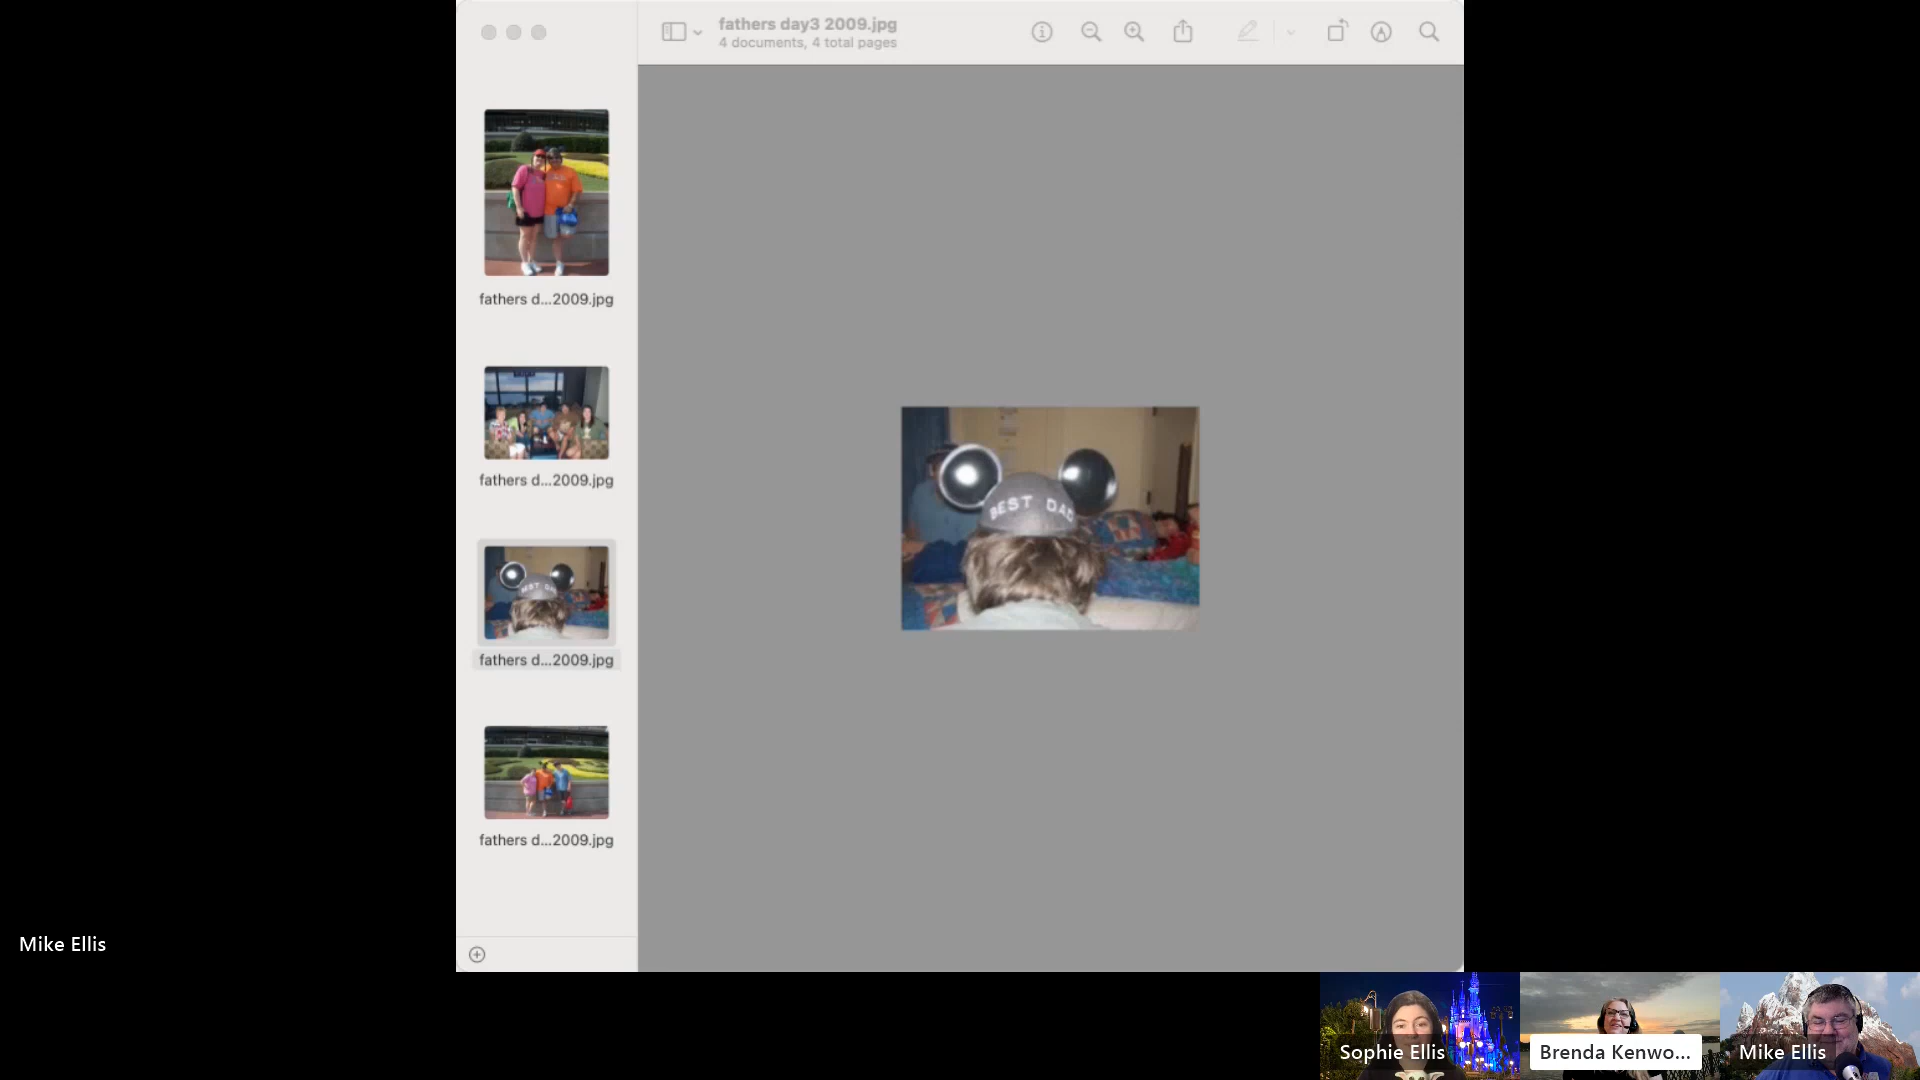 fathers day3 2009.jpg
4 documents, 4 total pages
fathers d...2009.jpg
fathers d...2009.jpg
fathers d...2009.jpg
fathers d...2009.jpg
BEST DAD
Mike Ellis
Sophie Ellis
Brenda Kenwo...
Mike Ellis